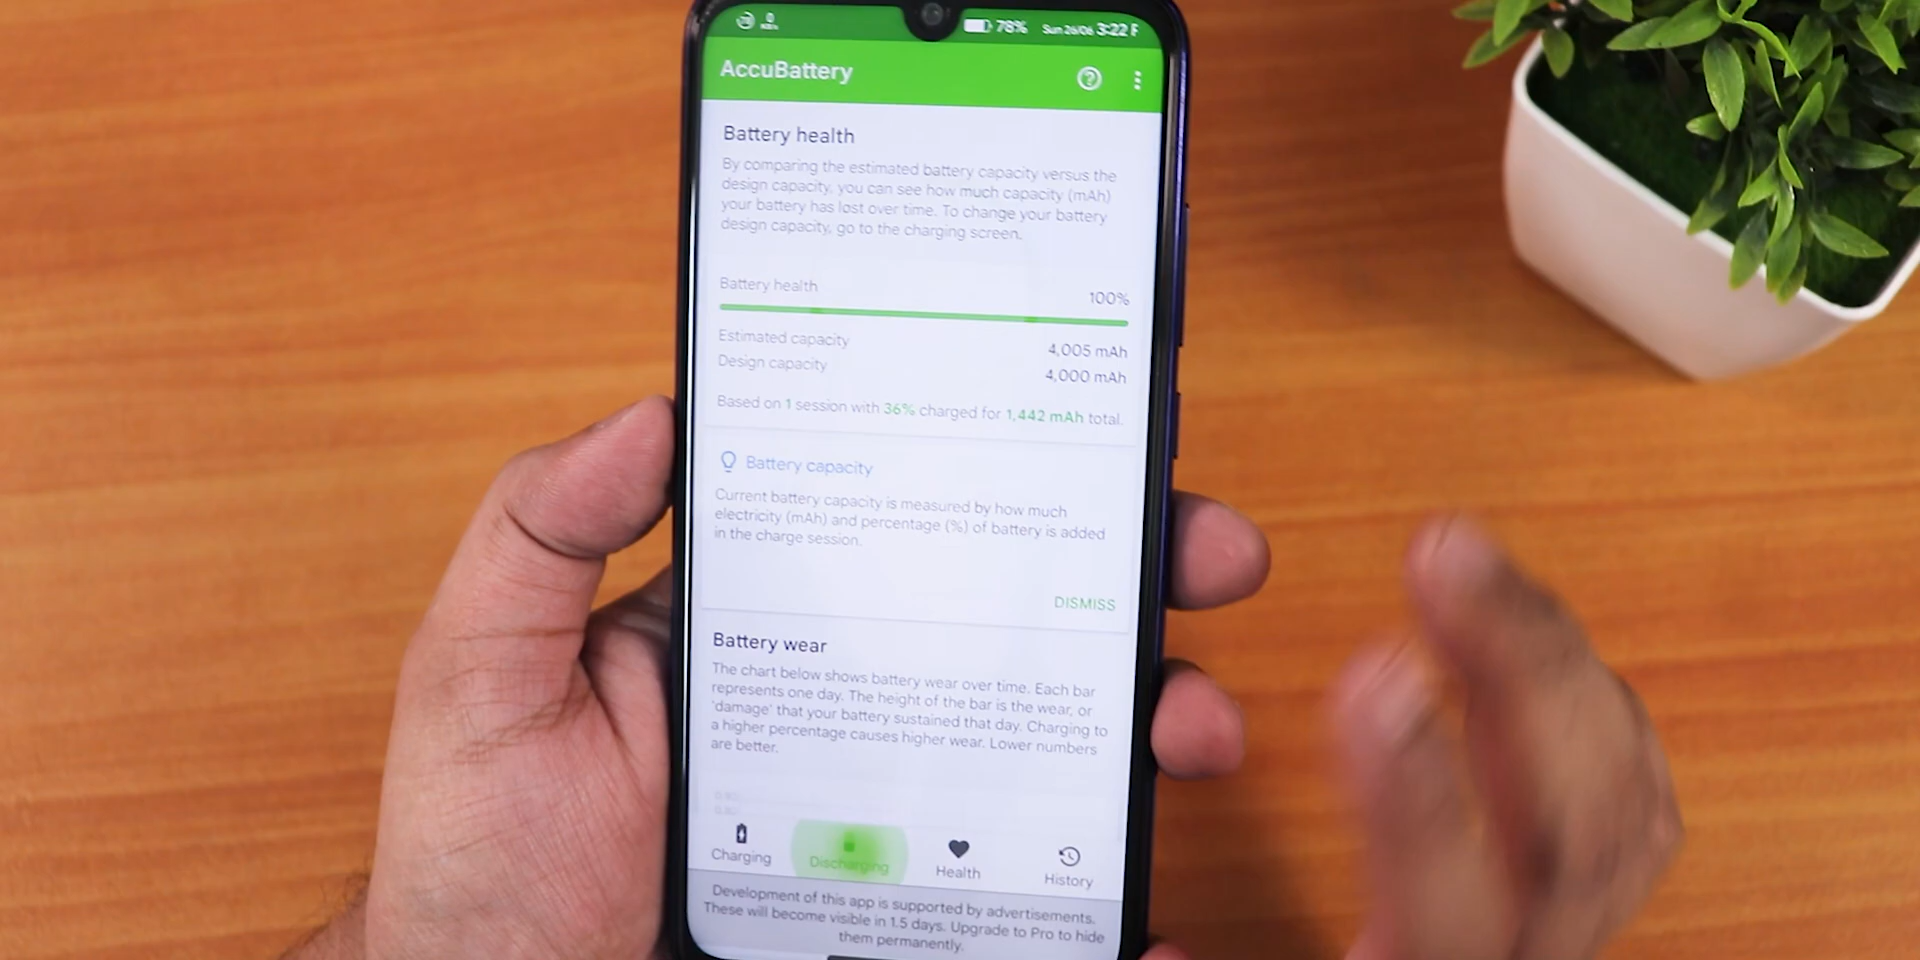 78% Sun 26/06 3:22
AccuBattery
Battery health
By comparing the estimated battery capacity versus the
design capacity, you can see how much capacity (mAh)
your battery has lost over time. To change your battery
design capacity, go to the charging screen.
Battery health 100%
Estimated capacity 4,005 mAh
Design capacity 4,000 mAh
Based on 1 session with 36% charged for 1,442 mAh total.
Battery capacity
Current battery capacity is measured by how much
electricity (mAh) and percentage (%) of battery is added
in the charge session.
DISMISS
Battery wear
The chart below shows battery wear over time. Each bar
represents one day. The height of the bar is the wear, or
'damage' that your battery sustained that day. Charging to
a higher percentage causes higher wear. Lower numbers
are better.
Charging Discharging Health History
Development of this app is supported by advertisements.
These will become visible in 1.5 days. Upgrade to Pro to hide
them permanently.